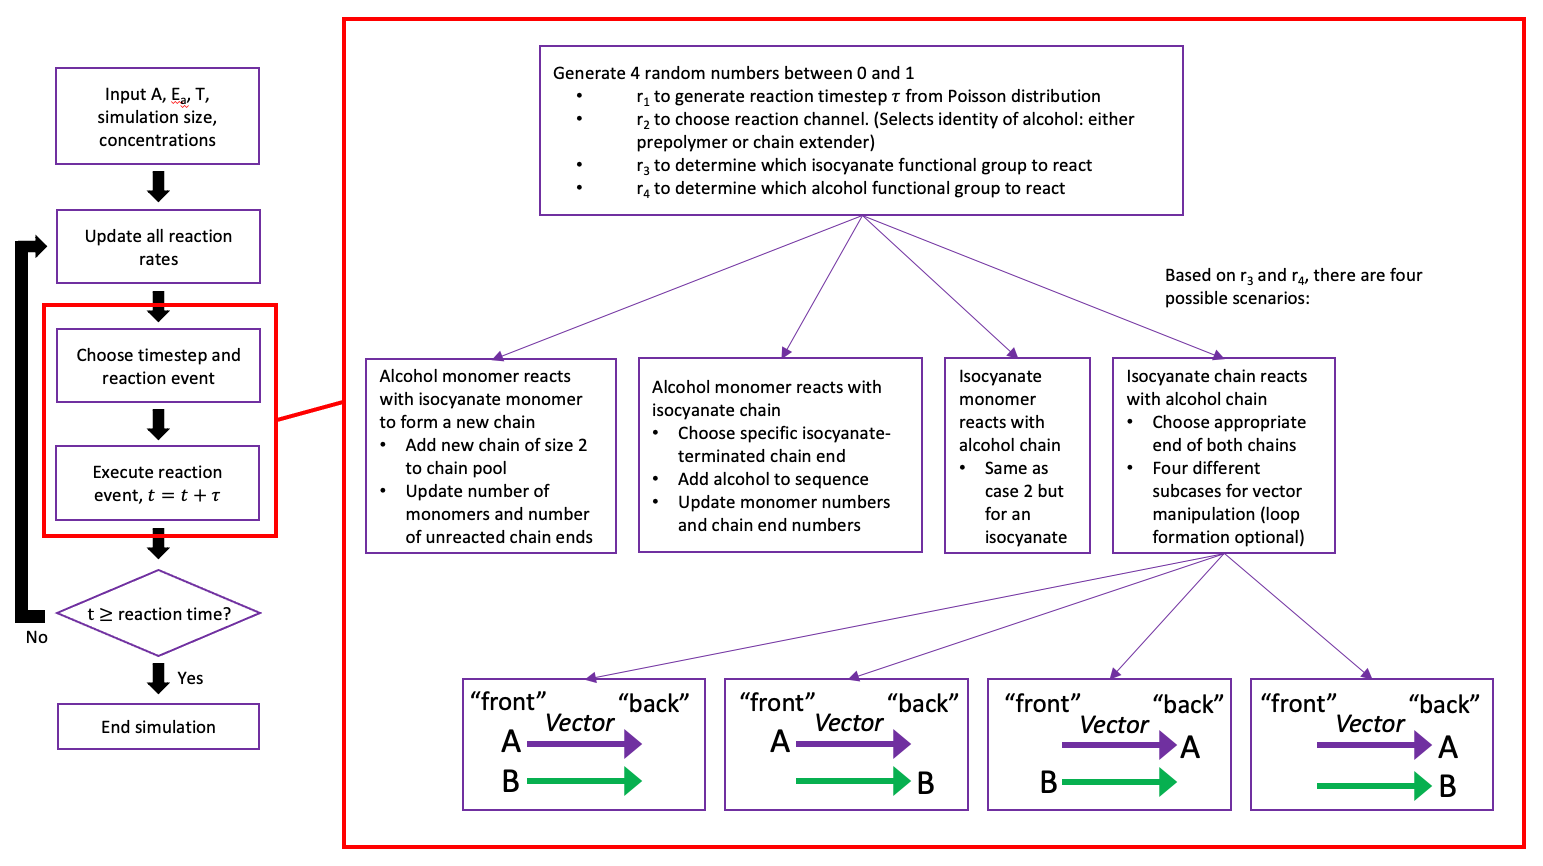 Input A, Ea, T,
simulation size,
concentrations
Update all reaction
rates
Choose timestep and
reaction event
Execute reaction
event, t = t + τ
t ≥ reaction time?
No
Yes
End simulation
Generate 4 random numbers between 0 and 1
• r1 to generate reaction timestep τ from Poisson distribution
• r2 to choose reaction channel. (Selects identity of alcohol: either
prepolymer or chain extender)
• r3 to determine which isocyanate functional group to react
• r4 to determine which alcohol functional group to react
Based on r3 and r4, there are four
possible scenarios:
Alcohol monomer reacts
with isocyanate monomer
to form a new chain
• Add new chain of size 2
to chain pool
• Update number of
monomers and number
of unreacted chain ends
Alcohol monomer reacts with
isocyanate chain
• Choose specific isocyanate-
terminated chain end
• Add alcohol to sequence
• Update monomer numbers
and chain end numbers
Isocyanate
monomer
reacts with
alcohol chain
• Same as
case 2 but
for an
isocyanate
Isocyanate chain reacts
with alcohol chain
• Choose appropriate
end of both chains
• Four different
subcases for vector
manipulation (loop
formation optional)
“front” “back”
Vector
A
B
“front” “back”
Vector
A
B
“front” “back”
Vector
A
B
“front” “back”
Vector
A
B